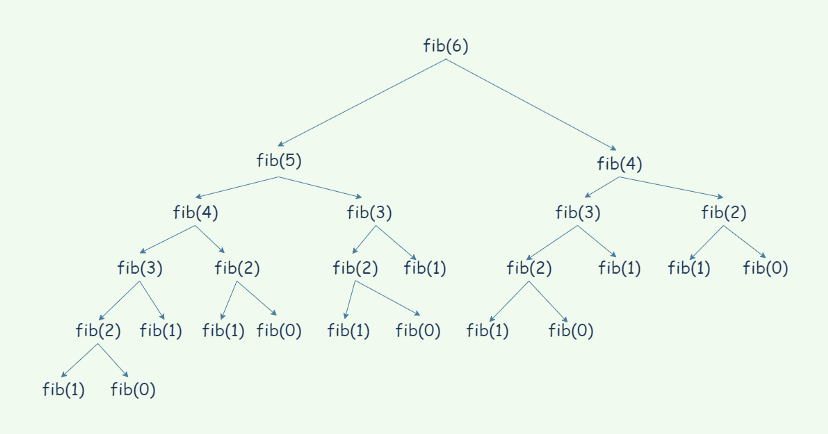 fib(6)
fib(5) fib(4)
fib(4) fib(3) fib(3) fib(2)
fib(3) fib(2) fib(2) fib(1) fib(2) fib(1) fib(1) fib(0)
fib(2) fib(1) fib(1) fib(0) fib(1) fib(0) fib(1) fib(0)
fib(1) fib(0)